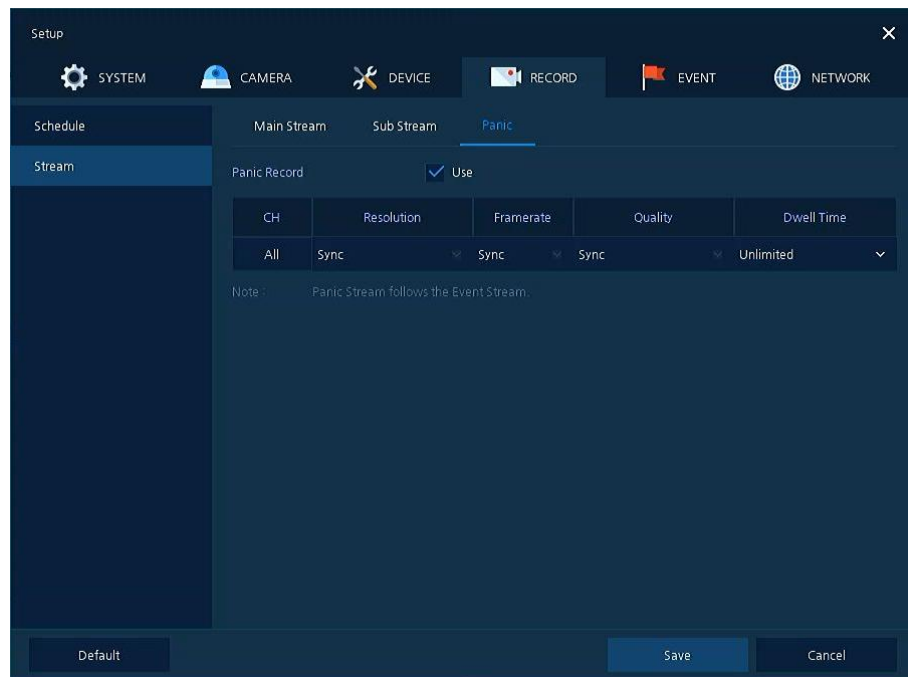 Setup
SYSTEM CAMERA DEVICE RECORD EVENT NETWORK
Schedule
Main Stream Sub Stream Panic
Stream
Panic Record Use
CH Resolution Framerate Quality Dwell Time
All Sync Sync Sync Unlimited
Note : Panic Stream follows the Event Stream.
Default Save Cancel